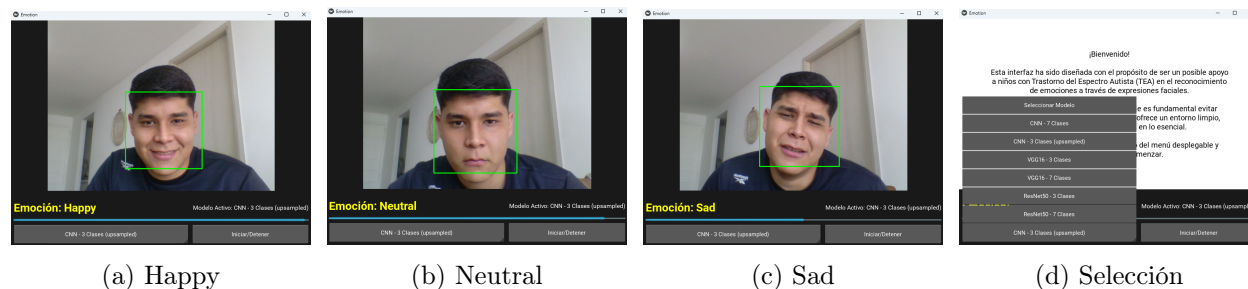 Emotion
Emoción: Happy
Modelo Activo: CNN - 3 Clases (upsampled)
CNN - 3 Clases (upsampled)
Iniciar/Detener
(a) Happy
Emotion
Emoción: Neutral
Modelo Activo: CNN - 3 Clases (upsampled)
CNN - 3 Clases (upsampled)
Iniciar/Detener
(b) Neutral
Emotion
Emoción: Sad
Modelo Activo: CNN - 3 Clases (upsampled)
CNN - 3 Clases (upsampled)
Iniciar/Detener
(c) Sad
Emotion
¡Bienvenido!
Esta interfaz ha sido diseñada con el propósito de ser un posible apoyo
a niños con Trastorno del Espectro Autista (TEA) en el reconocimiento
de emociones a través de expresiones faciales.
e es fundamental evitar
ofrece un entorno limpio,
en lo esencial.
del menú desplegable y
menzar.
Seleccionar Modelo
CNN - 7 Clases
CNN - 3 Clases (upsampled)
VGG16 - 3 Clases
VGG16 - 7 Clases
ResNet50 - 3 Clases
ResNet50 - 7 Clases
CNN - 3 Clases (upsampled)
Modelo Activo: CNN - 3 Clases (upsampl
Iniciar/Detener
(d) Selección